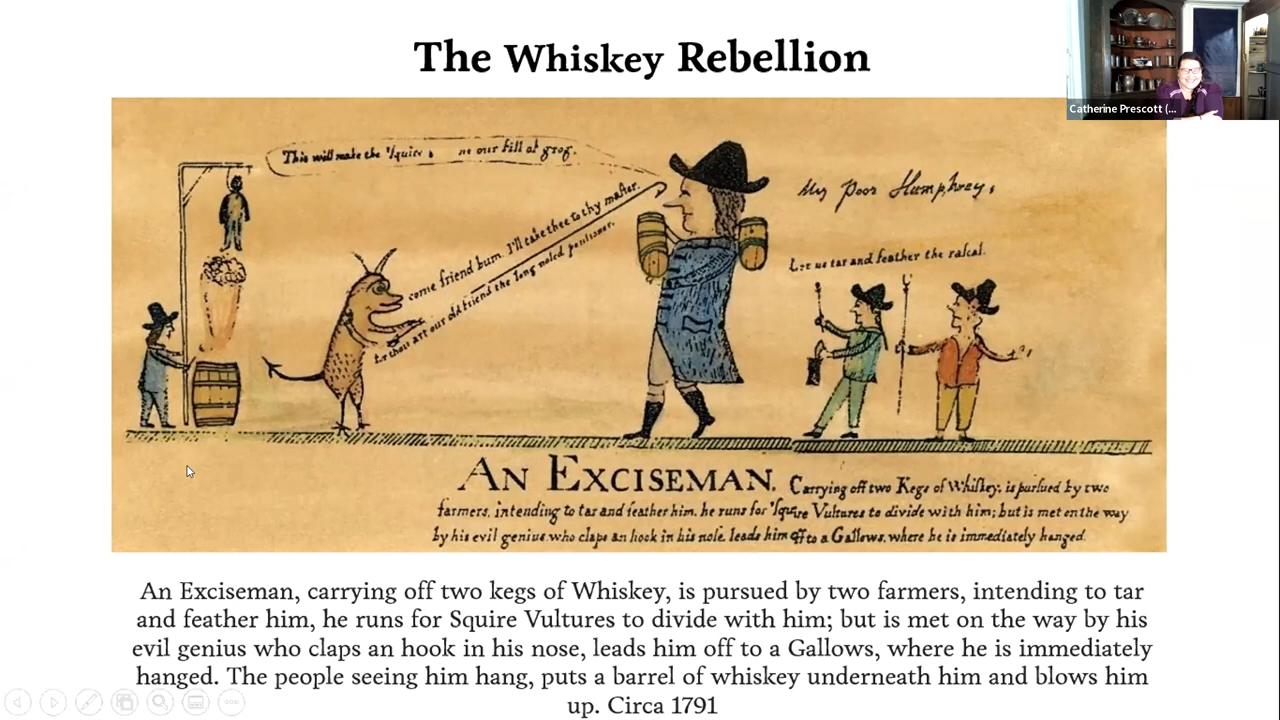 The Whiskey Rebellion
Catherine Prescott (...
This will make the 'Squire our fill of grog.
My Poor Humphrey,
come friend bum. I'll take thee to thy master.
for thou art our old friend the long nosed
Let us tar and feather the rascal.
AN EXCISEMAN. Carrying off two Kegs of Whiskey, is pursued by two
farmers, intending to tar and feather him, he runs for 'Squire Vultures to divide with him; but is met on the way
by his evil genius who claps an hook in his nose, leads him off to a Gallows, where he is immediately hanged.
An Exciseman, carrying off two kegs of Whiskey, is pursued by two farmers, intending to tar
and feather him, he runs for Squire Vultures to divide with him; but is met on the way by his
evil genius who claps an hook in his nose, leads him off to a Gallows, where he is immediately
hanged. The people seeing him hang, puts a barrel of whiskey underneath him and blows him
up. Circa 1791